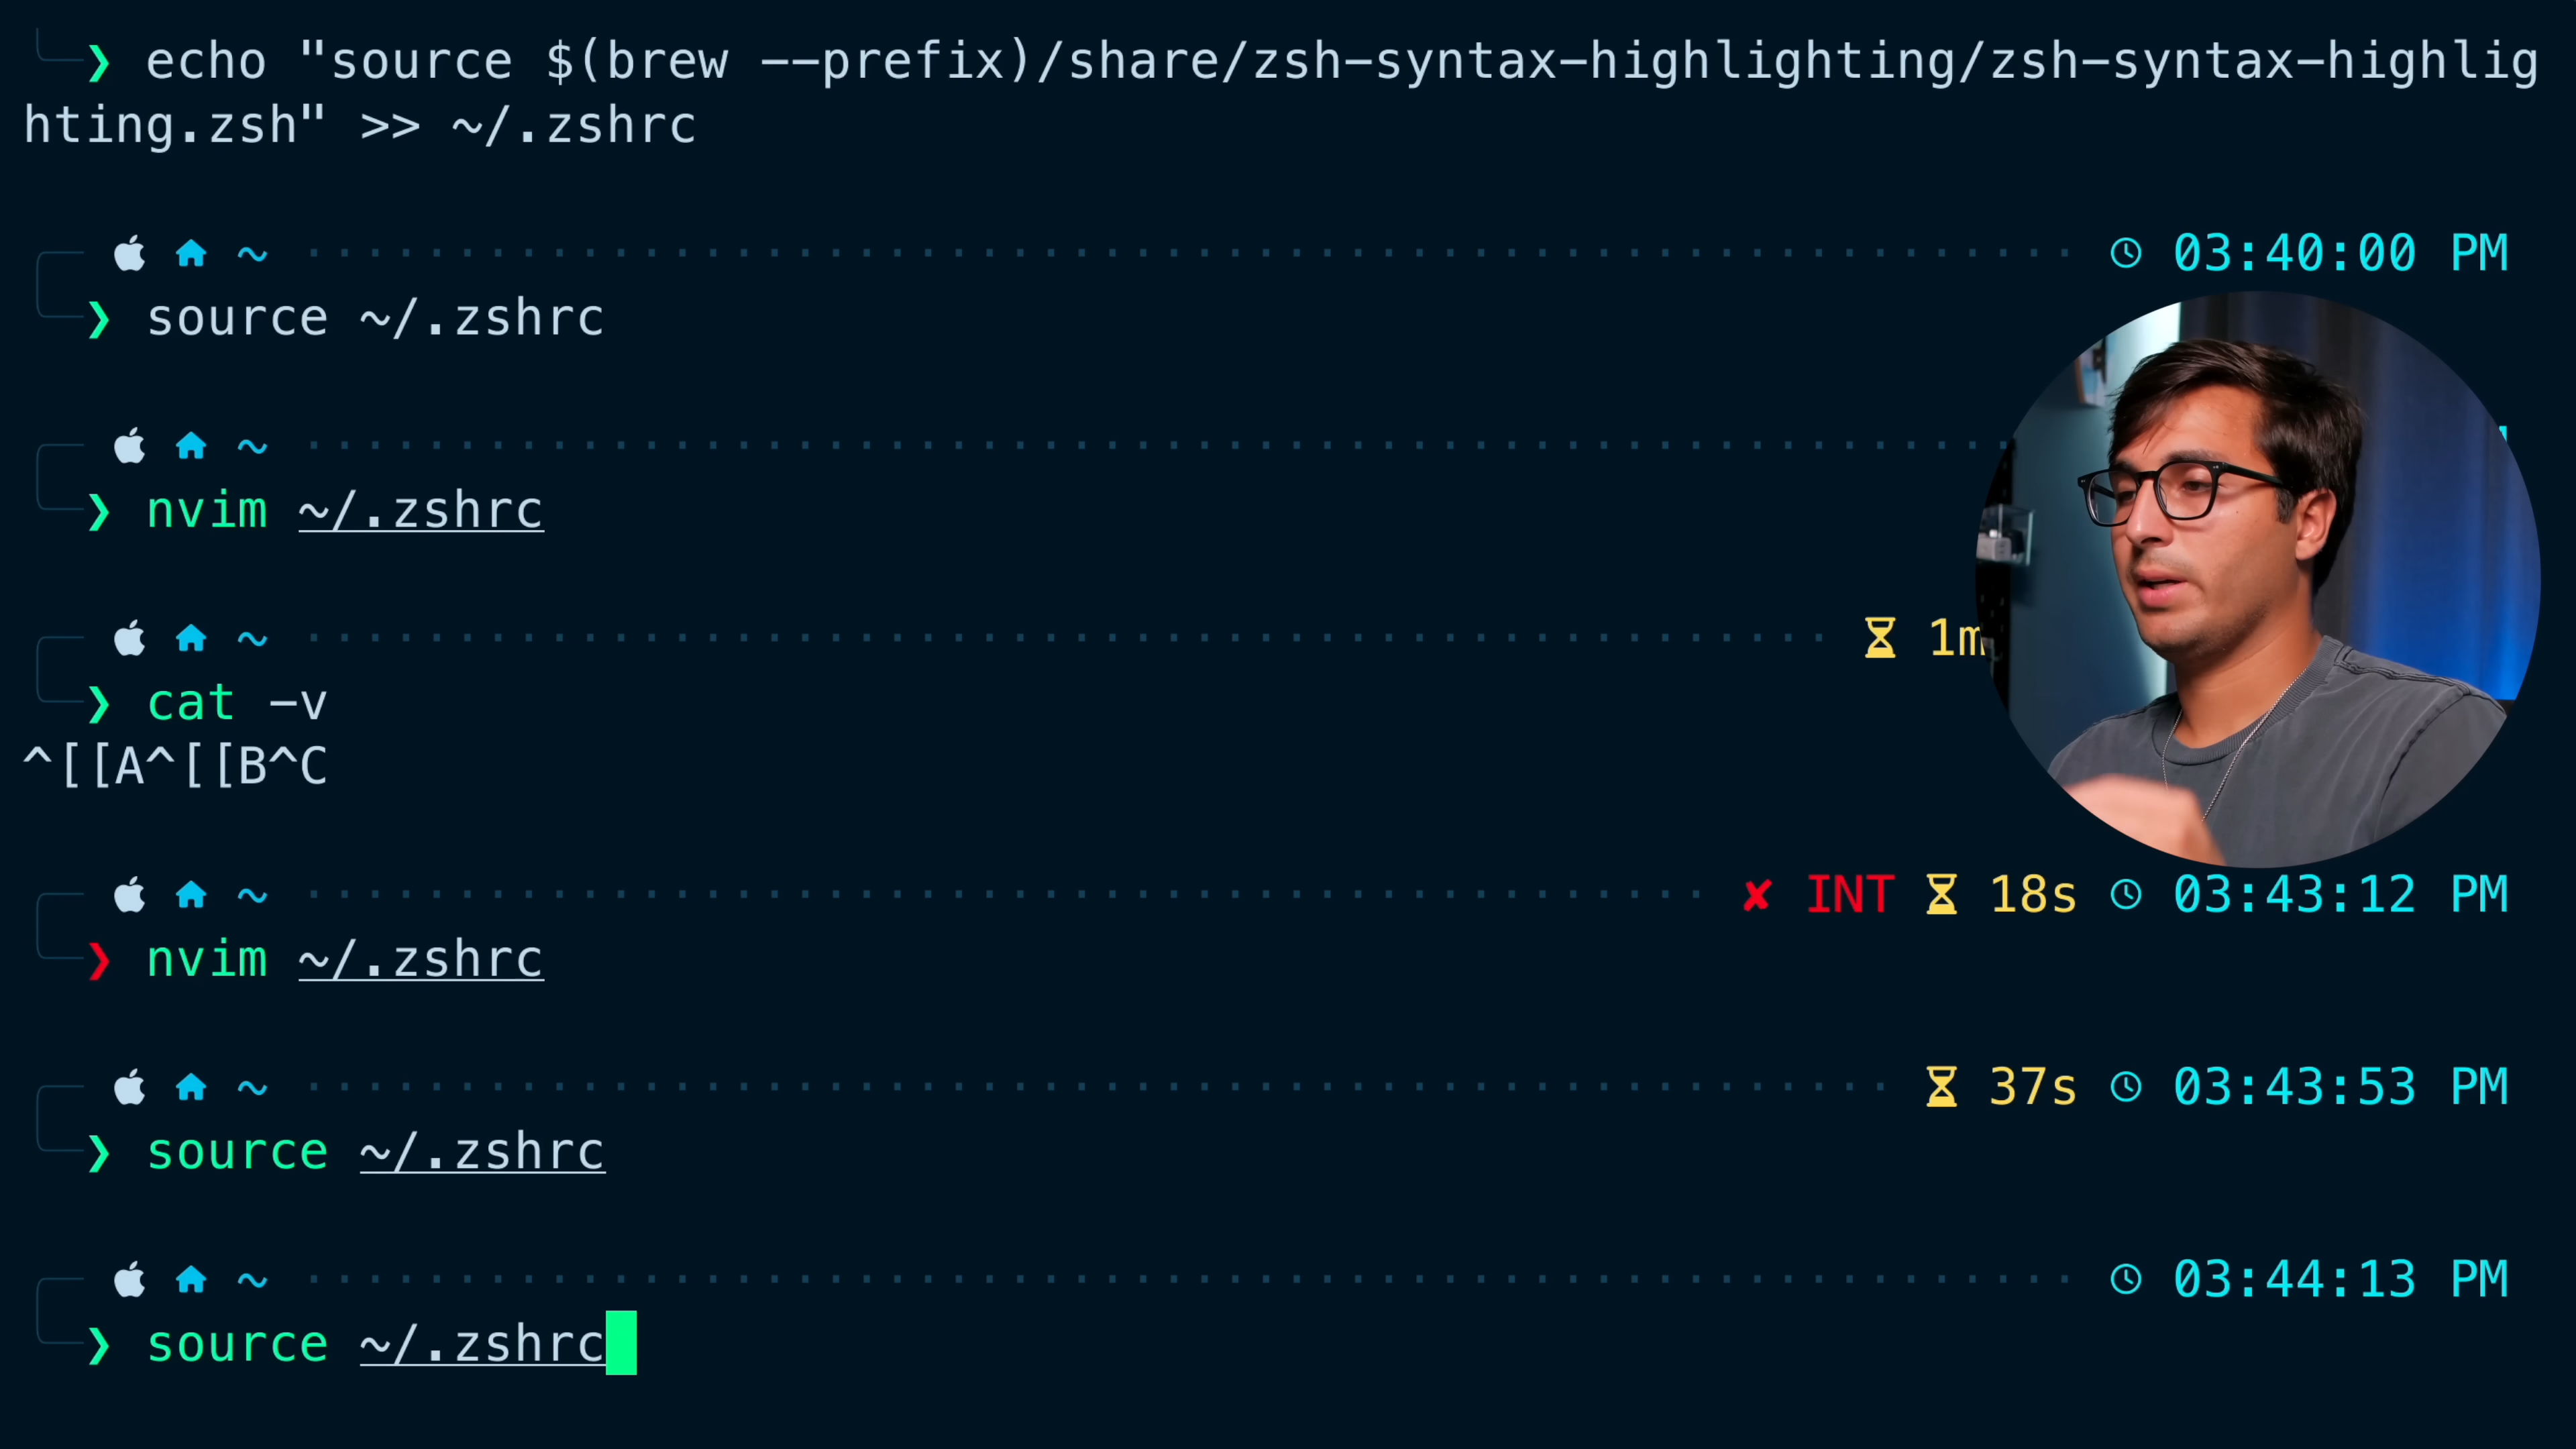 ❯ echo "source $(brew --prefix)/share/zsh-syntax-highlighting/zsh-syntax-highlig
hting.zsh" >> ~/.zshrc
~ 03:40:00 PM
❯ source ~/.zshrc
~
❯ nvim ~/.zshrc
~ 1m
❯ cat -v
^[[A^[[B^C
~ ✘ INT 18s 03:43:12 PM
❯ nvim ~/.zshrc
~ 37s 03:43:53 PM
❯ source ~/.zshrc
~ 03:44:13 PM
❯ source ~/.zshrc